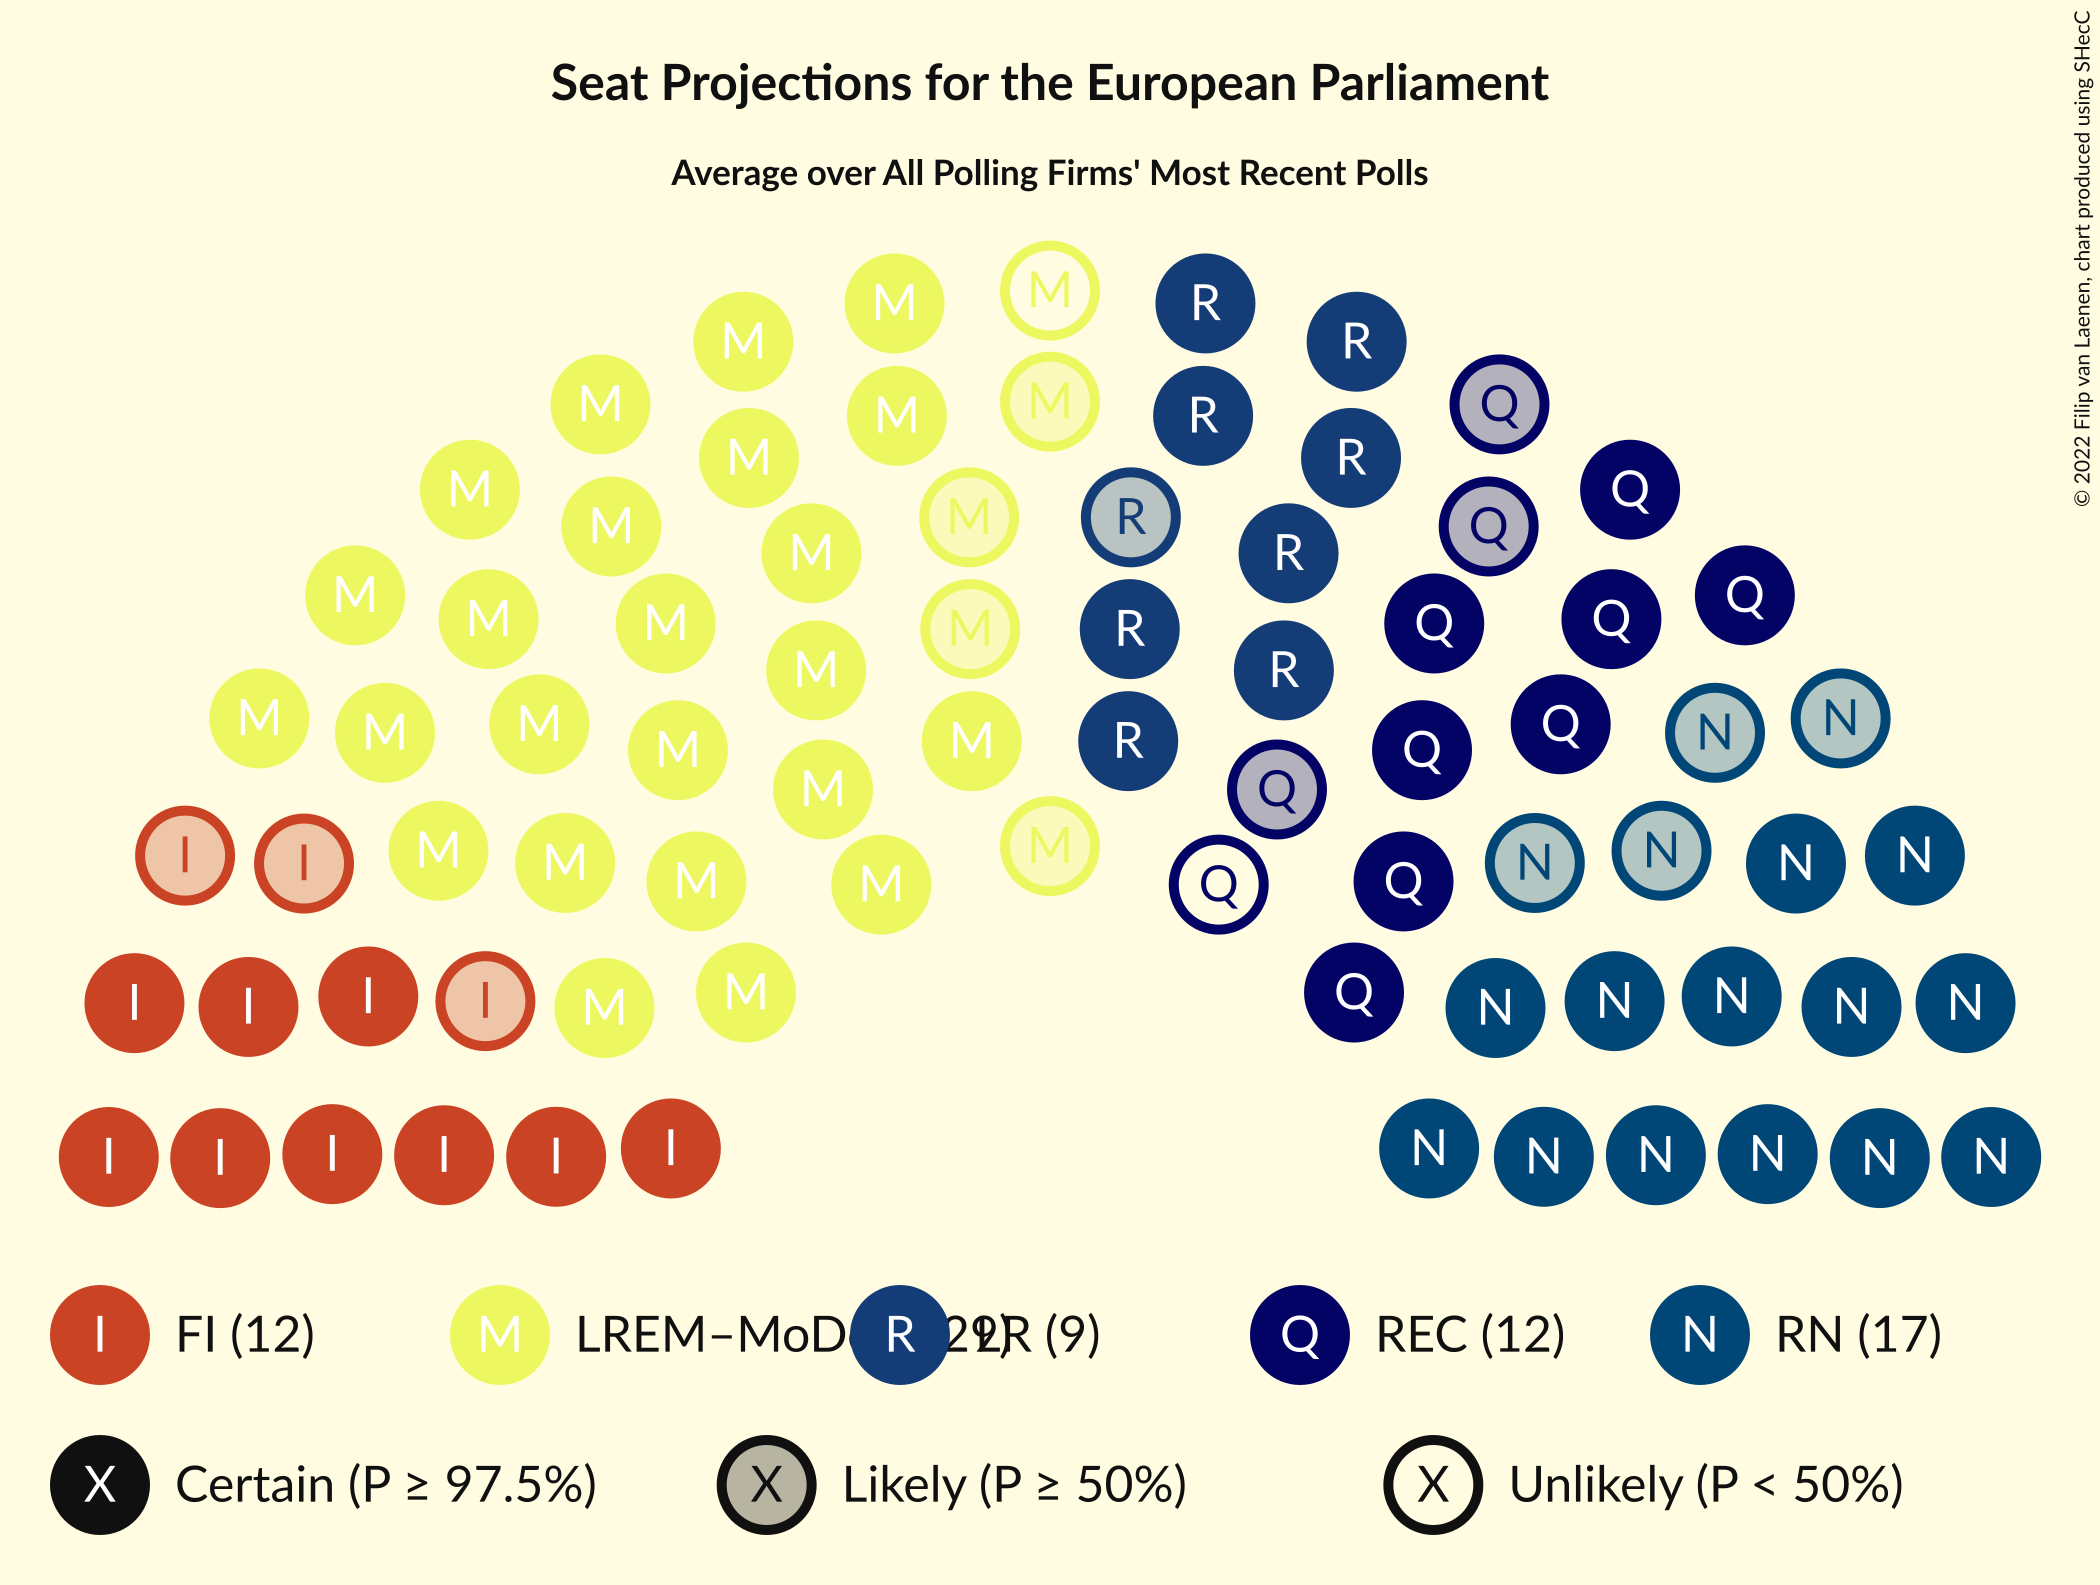 Seat Projections for the European Parliament
Average over All Polling Firms' Most Recent Polls
© 2022 Filip van Laenen, chart produced using SHecC
M M M R R
M M M M R R Q
M M M R R Q Q
M M M M R R Q Q Q
M M M M M R R Q Q Q N N
I I M M M M M Q Q Q N N N N
I I I I M M Q N N N N N
I I I I I I N N N N N N
I FI (12)
M LREM–MoD 29)
R LR (9)
Q REC (12)
N RN (17)
X Certain (P ≥ 97.5%)
X Likely (P ≥ 50%)
X Unlikely (P < 50%)